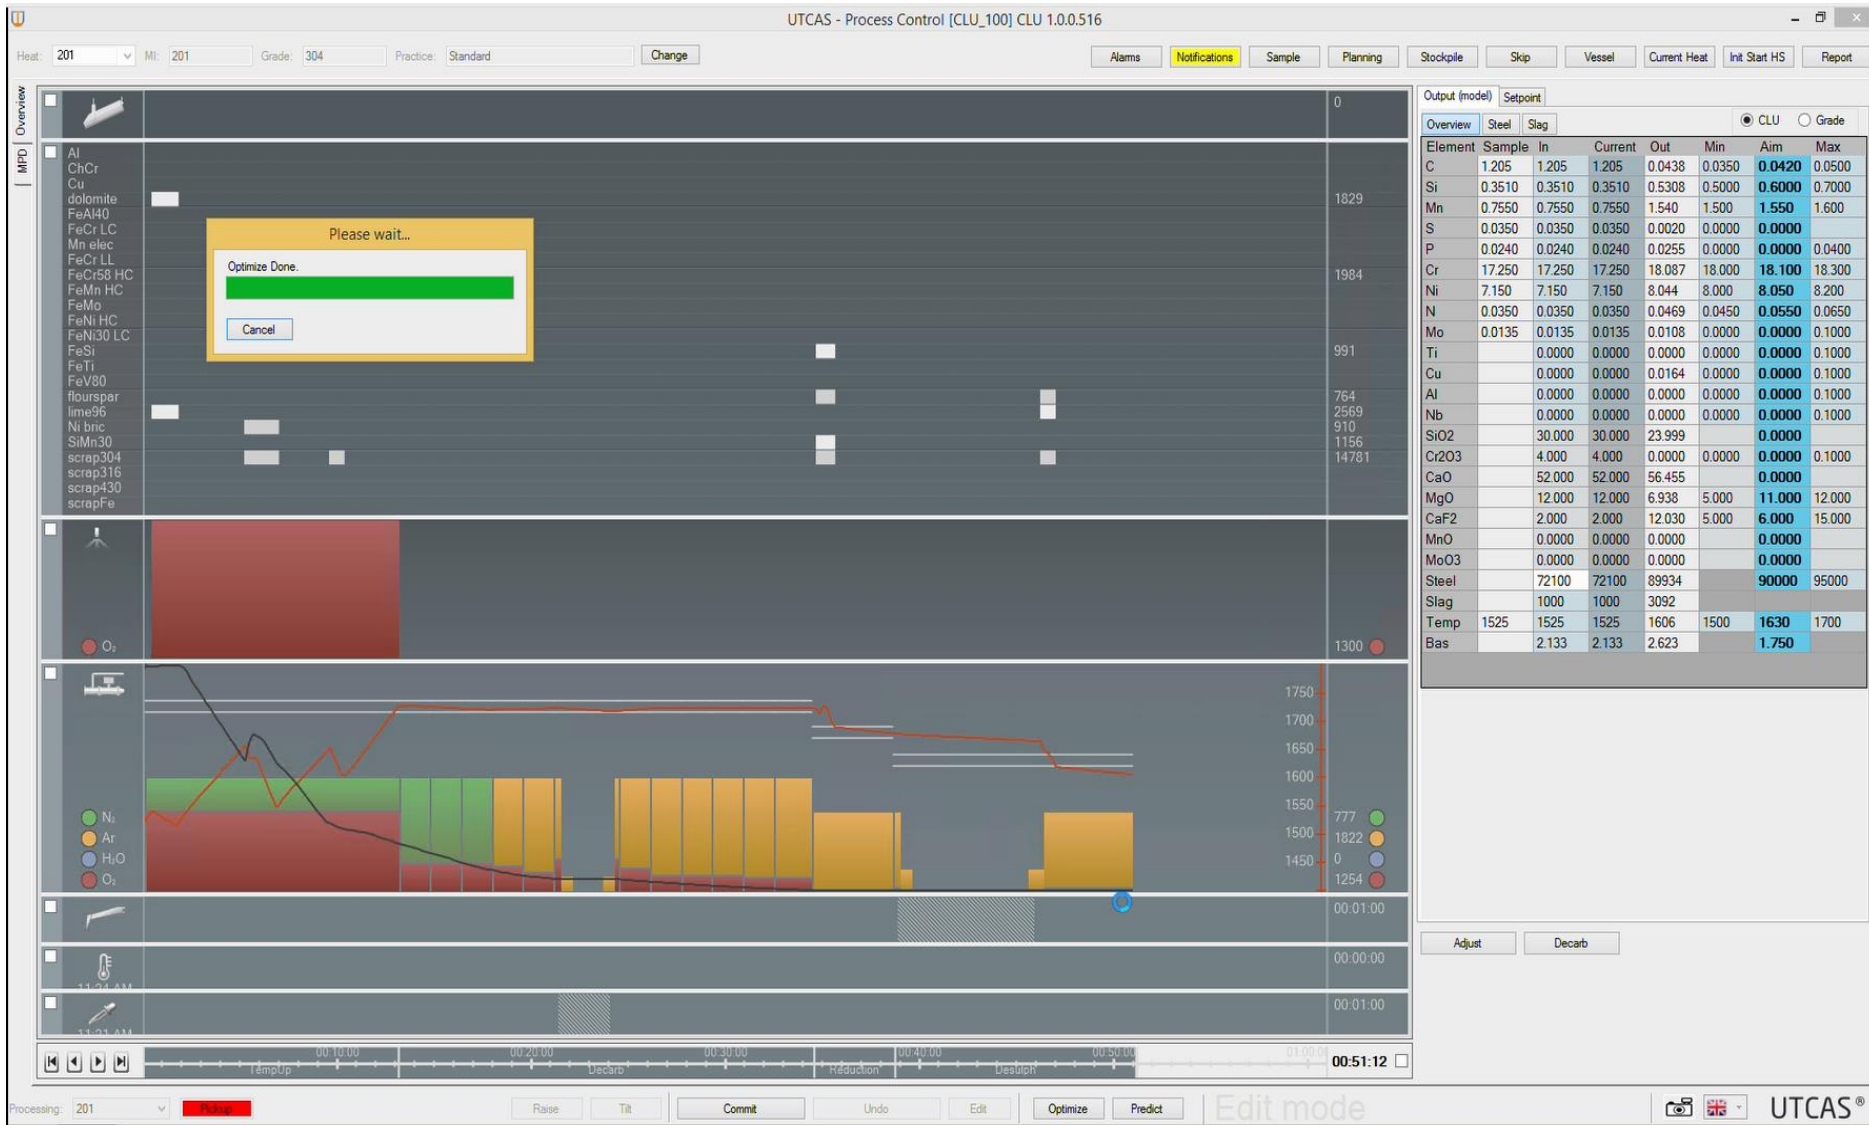 UTCAS - Process Control [CLU_100] CLU 1.0.0.516
Heat: 201 MI: 201 Grade: 304 Practice: Standard Change Alarms Notifications Sample Planning Stockpile Skip Vessel Current Heat Init Start HS Report
Overview
MPD
0
Al
ChCr
Cu
dolomite 1829
FeAl40
FeCr LC
Mn elec
FeCr LL
FeCr58 HC 1984
FeMn HC
FeMo
FeNi HC
FeNi30 LC
FeSi 991
FeTi
FeV80
flourspar 764
lime96 2569
Ni bric 910
SiMn30 1156
scrap304 14781
scrap316
scrap430
scrapFe
Please wait...
Optimize Done.
Cancel
O₂ 1300
1750
1700
1650
1600
1550
1500
1450
N₂ 777
Ar 1822
H₂O 0
O₂ 1254
00:01:00
00:00:00
11:24 AM
00:01:00
11:21 AM
00:10:00 00:20:00 00:30:00 00:40:00 00:50:00 01:00:00
TempUp Decarb Reduction Desulph
00:51:12
Output (model) Setpoint
Overview Steel Slag CLU Grade
Element Sample In Current Out Min Aim Max
C 1.205 1.205 1.205 0.0438 0.0350 0.0420 0.0500
Si 0.3510 0.3510 0.3510 0.5308 0.5000 0.6000 0.7000
Mn 0.7550 0.7550 0.7550 1.540 1.500 1.550 1.600
S 0.0350 0.0350 0.0350 0.0020 0.0000 0.0000
P 0.0240 0.0240 0.0240 0.0255 0.0000 0.0000 0.0400
Cr 17.250 17.250 17.250 18.087 18.000 18.100 18.300
Ni 7.150 7.150 7.150 8.044 8.000 8.050 8.200
N 0.0350 0.0350 0.0350 0.0469 0.0450 0.0550 0.0650
Mo 0.0135 0.0135 0.0135 0.0108 0.0000 0.0000 0.1000
Ti 0.0000 0.0000 0.0000 0.0000 0.0000 0.1000
Cu 0.0000 0.0000 0.0164 0.0000 0.0000 0.1000
Al 0.0000 0.0000 0.0000 0.0000 0.0000 0.1000
Nb 0.0000 0.0000 0.0000 0.0000 0.0000 0.1000
SiO2 30.000 30.000 23.999 0.0000
Cr2O3 4.000 4.000 0.0000 0.0000 0.0000 0.1000
CaO 52.000 52.000 56.455 0.0000
MgO 12.000 12.000 6.938 5.000 11.000 12.000
CaF2 2.000 2.000 12.030 5.000 6.000 15.000
MnO 0.0000 0.0000 0.0000 0.0000
MoO3 0.0000 0.0000 0.0000 0.0000
Steel 72100 72100 89934 90000 95000
Slag 1000 1000 3092
Temp 1525 1525 1525 1606 1500 1630 1700
Bas 2.133 2.133 2.623 1.750
Adjust Decarb
Processing: 201 Pickup Raise Tilt Commit Undo Edit Optimize Predict Edit mode UTCAS®